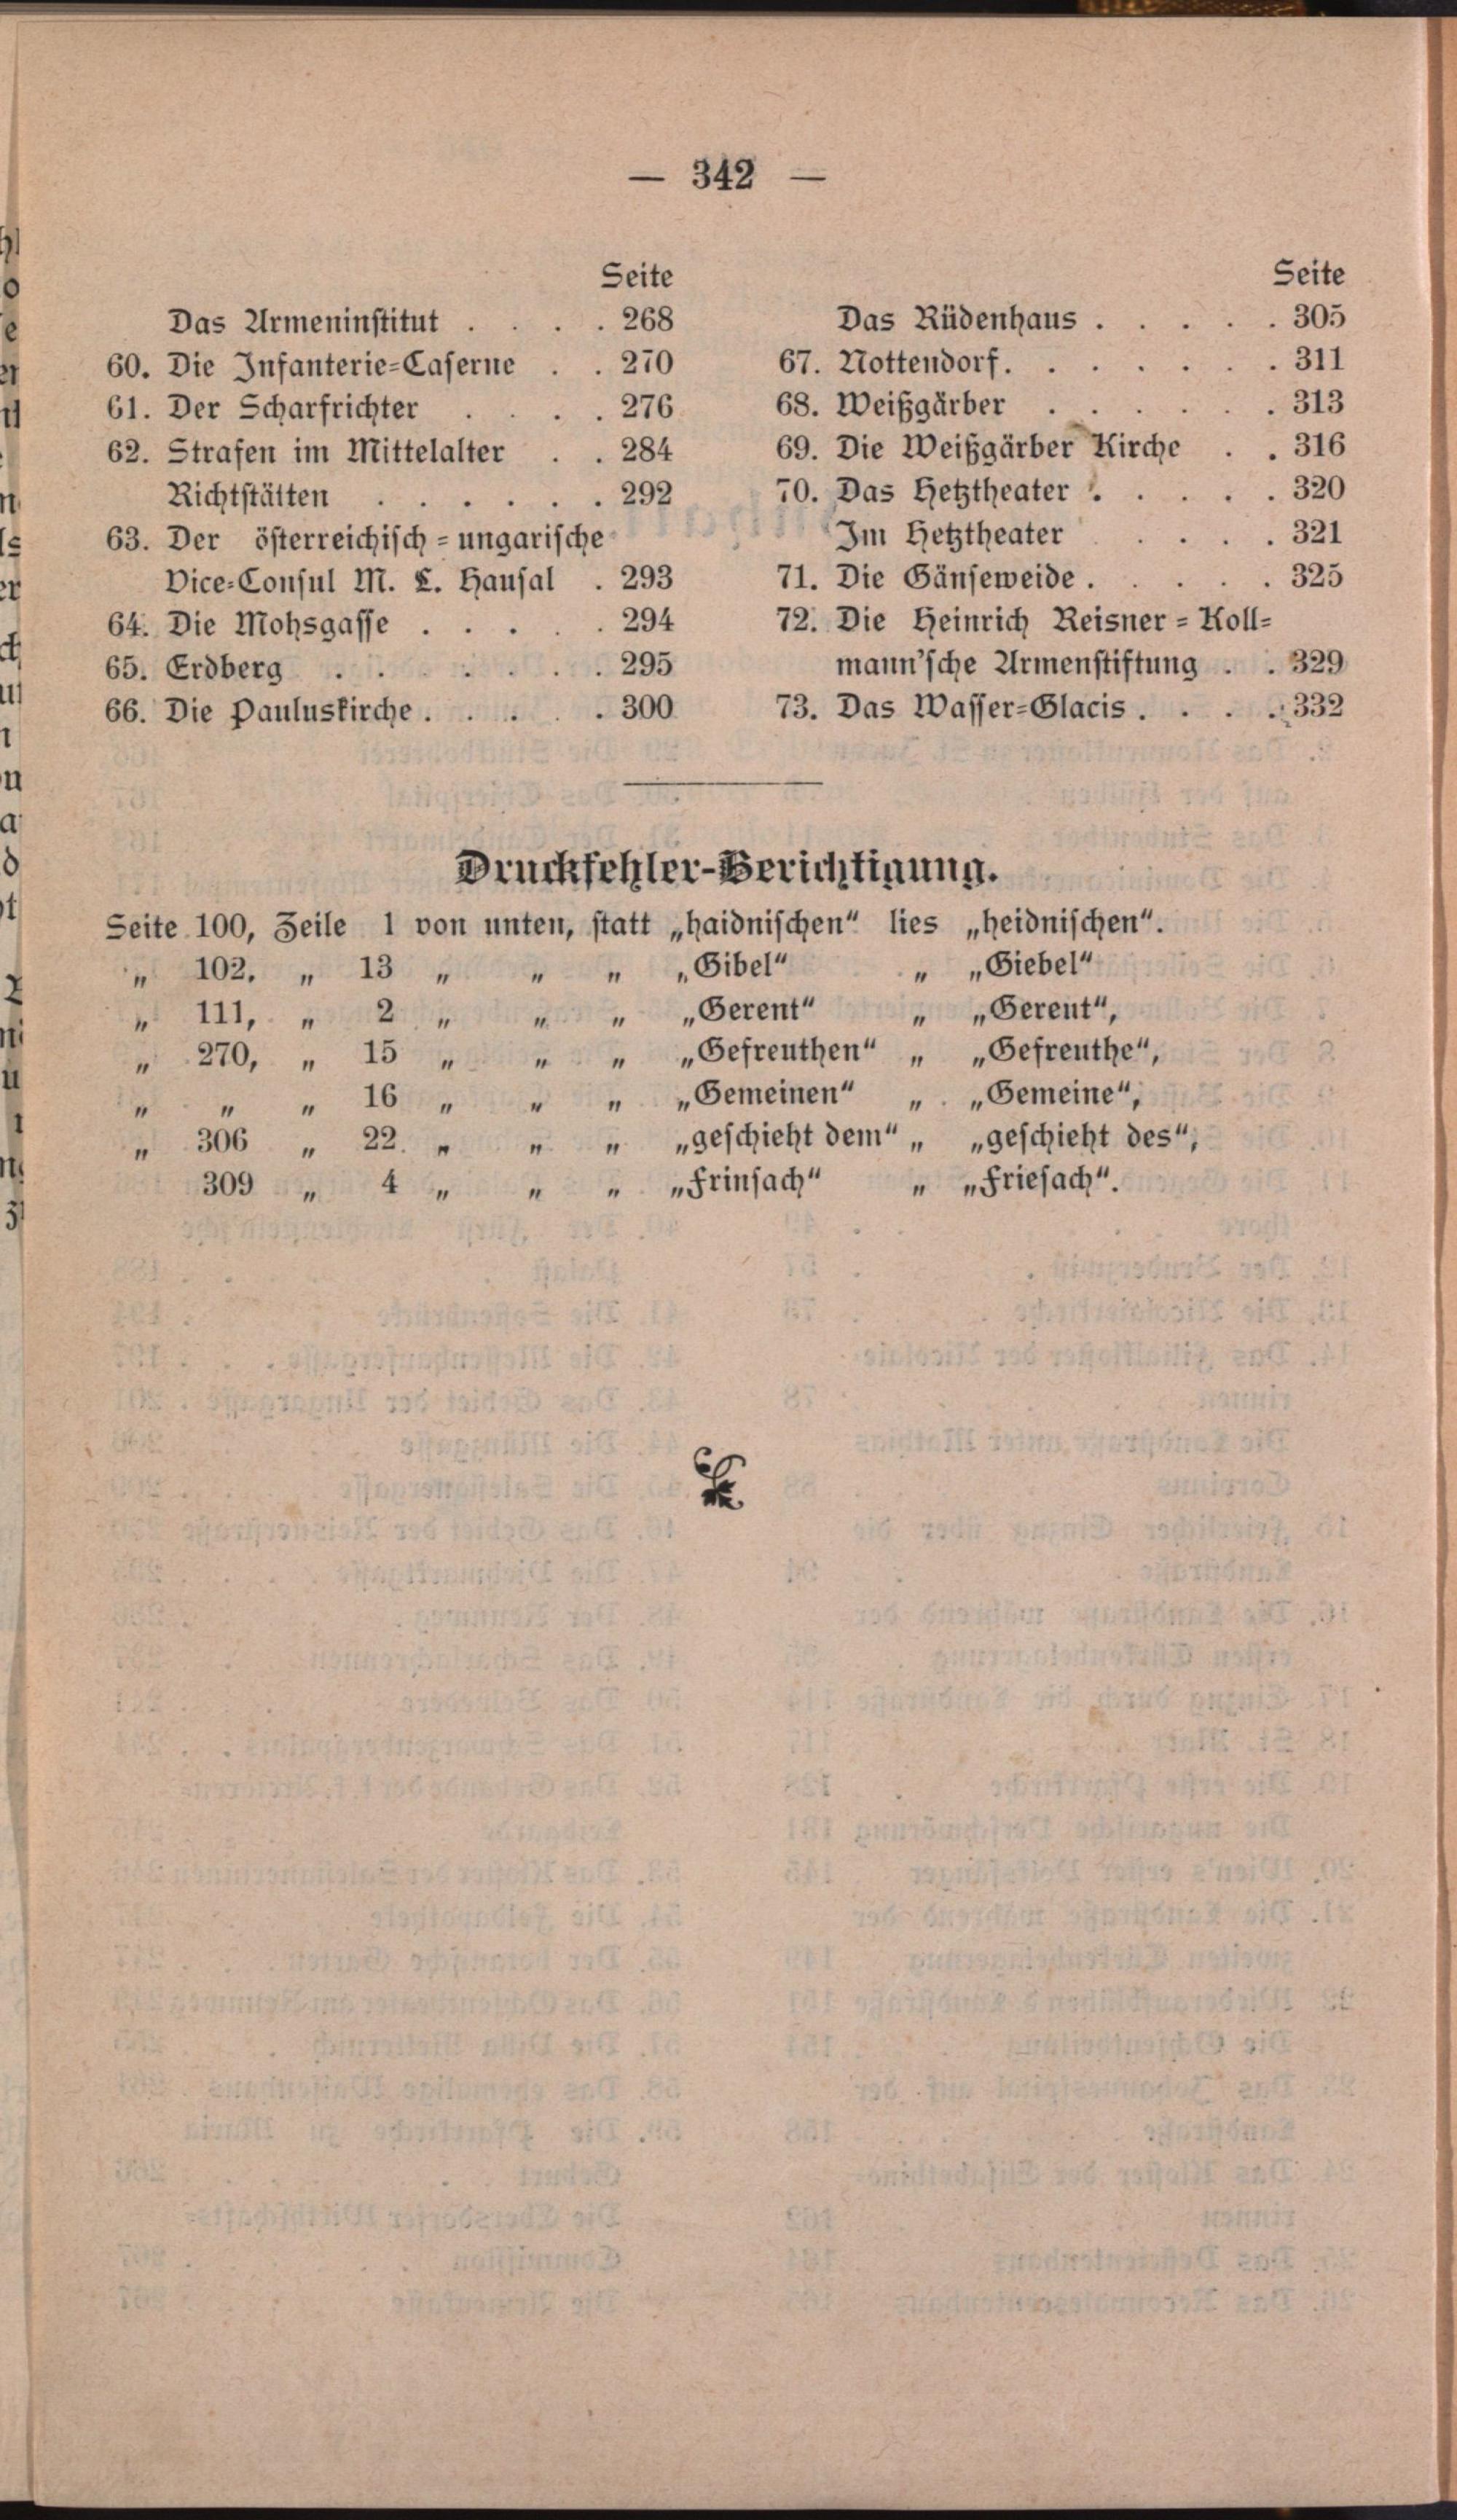 — 342 —
Seite
Das Armeninstitut . . . . 268
60. Die Infanterie-Caserne . . 270
61. Der Scharfrichter . . . . 276
62. Strafen im Mittelalter . . 284
Richtstätten . . . . . . 292
63. Der österreichisch-ungarische
Vice-Consul M. L. Hansal . 293
64. Die Mohsgasse . . . . . 294
65. Erdberg . . . . . . . 295
66. Die Pauluskirche . . . . . 300
Seite
Das Rüdenhaus . . . . . 305
67. Nottendorf. . . . . . . 311
68. Weißgärber . . . . . . 313
69. Die Weißgärber Kirche . . 316
70. Das Hetztheater . . . . . 320
Im Hetztheater . . . . 321
71. Die Gänseweide . . . . . 325
72. Die Heinrich Reisner-Koll-
mann'sche Armenstiftung . . 329
73. Das Wasser-Glacis . . . . 332
Druckfehler-Berichtigung.
Seite 100, Zeile 1 von unten, statt „haidnischen“ lies „heidnischen“.
„ 102, „ 13 „ „ „ „Gibel“ „ „Giebel“
„ 111, „ 2 „ „ „ „Gerent“ „ „Gereut“,
„ 270, „ 15 „ „ „ „Gefreuthen“ „ „Gefreuthe“,
„ „ „ 16 „ „ „ „Gemeinen“ „ „Gemeine“,
„ 306 „ 22. „ „ „ „geschieht dem“ „ „geschieht des“,
309 „ 4 „ „ „ „Frinsach“ „ „Friesach“.